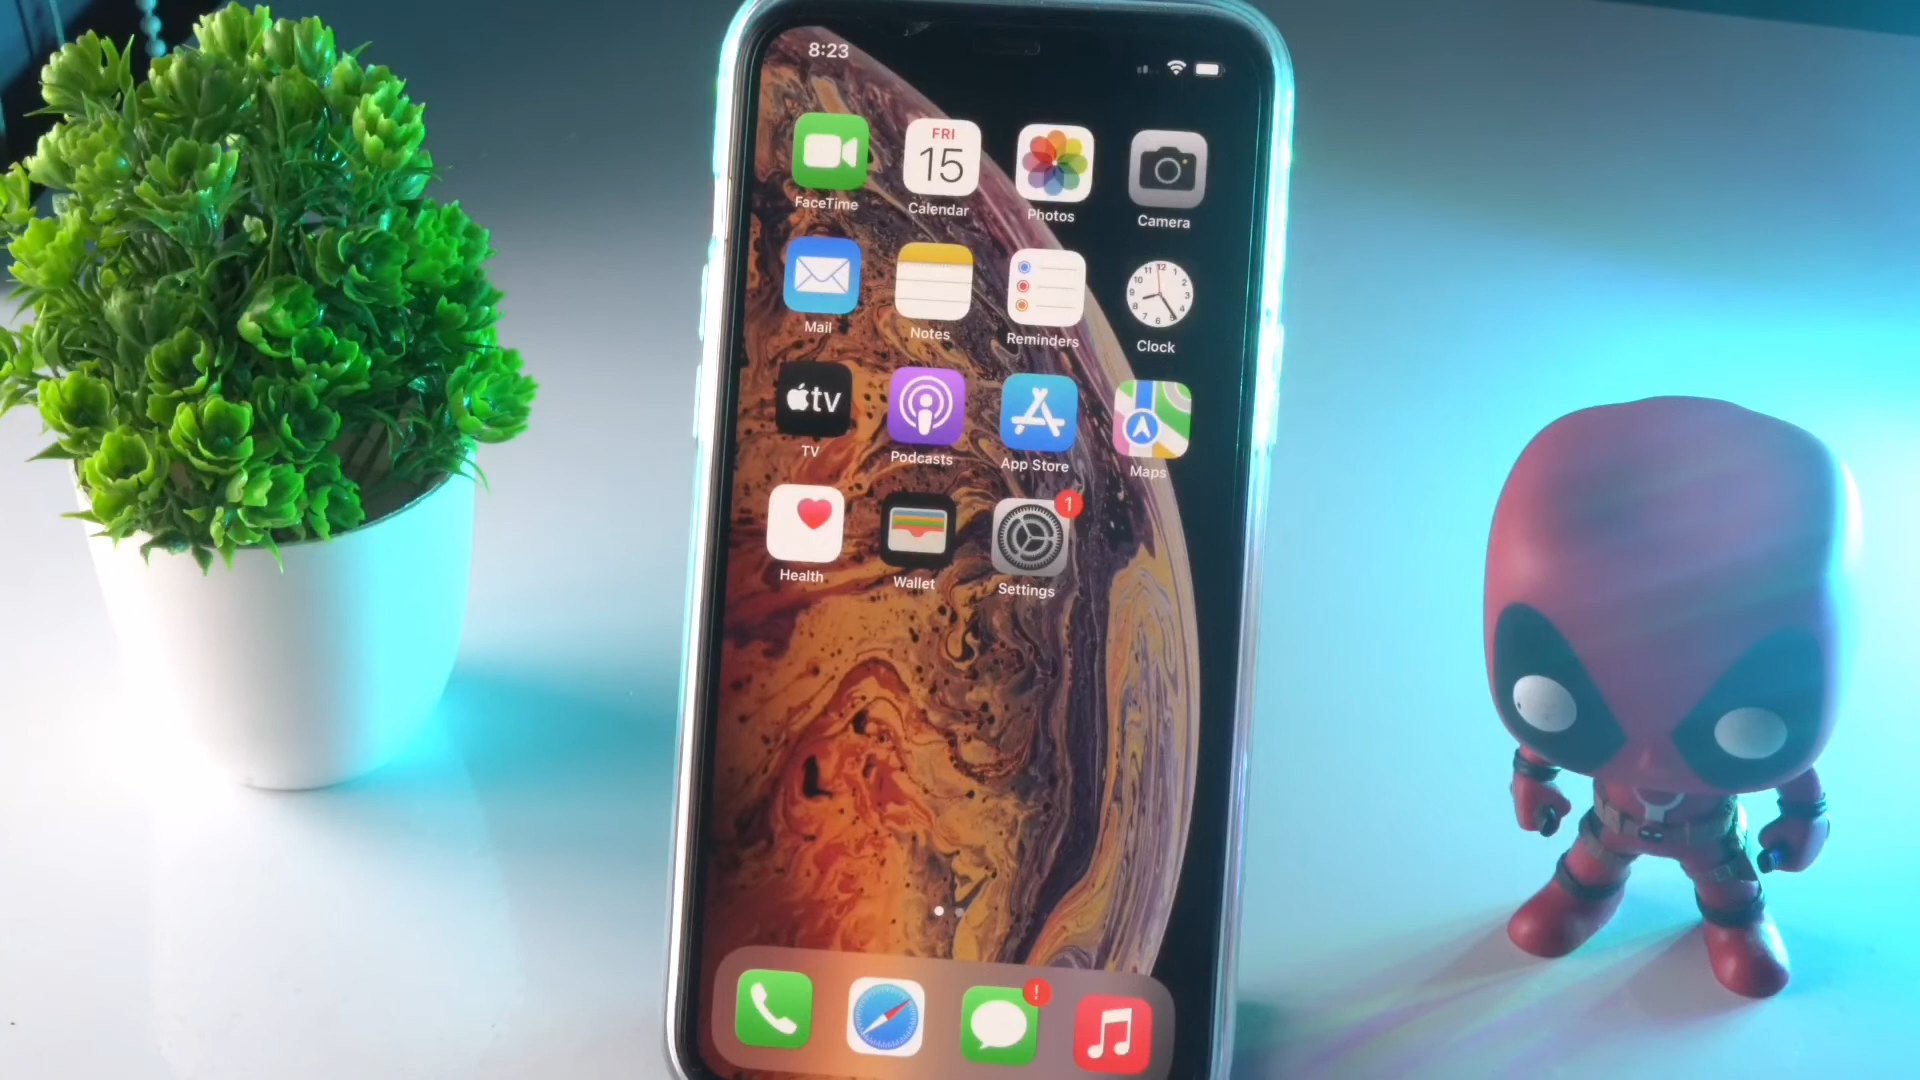 8:23
FRI
15
FaceTime
Calendar
Photos
Camera
Mail
Notes
Reminders
Clock
tv
TV
Podcasts
App Store
Maps
1
Health
Wallet
Settings
!